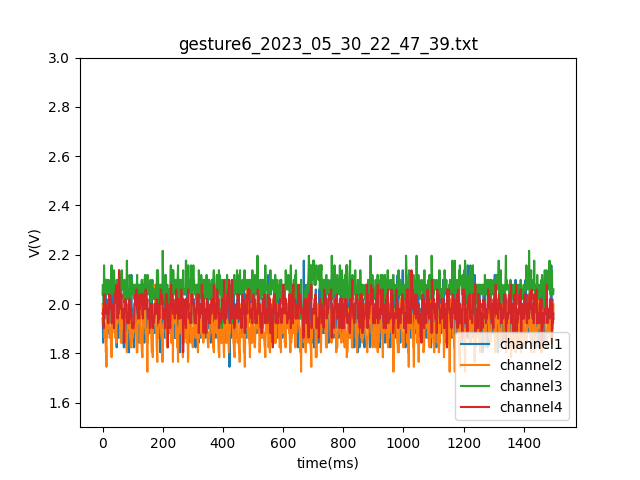 gesture6_2023_05_30_22_47_39.txt
V(V)
3.0
2.8
2.6
2.4
2.2
2.0
1.8
1.6
channel1
channel2
channel3
channel4
0 200 400 600 800 1000 1200 1400
time(ms)